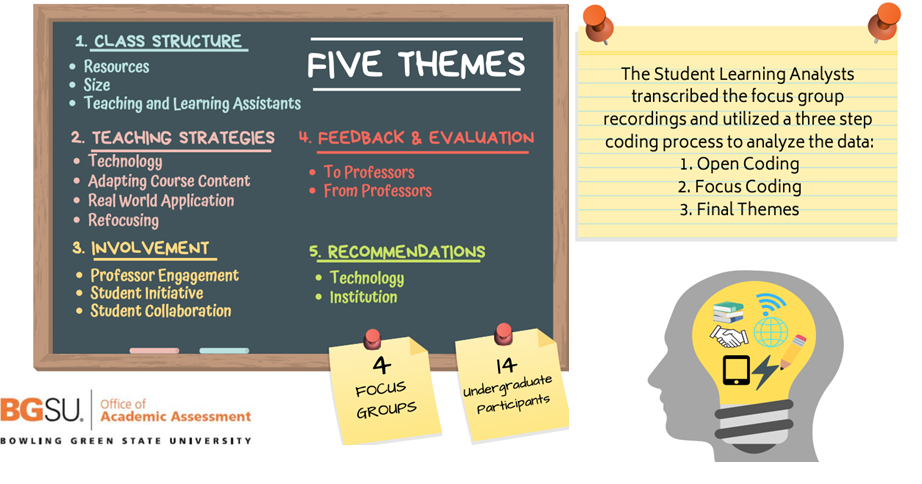 FIVE THEMES
1. CLASS STRUCTURE
• Resources
• Size
• Teaching and Learning Assistants
2. TEACHING STRATEGIES
• Technology
• Adapting Course Content
• Real World Application
• Refocusing
3. INVOLVEMENT
• Professor Engagement
• Student Initiative
• Student Collaboration
4. FEEDBACK & EVALUATION
• To Professors
• From Professors
5. RECOMMENDATIONS
• Technology
• Institution
4
FOCUS
GROUPS
14
Undergraduate
Participants
The Student Learning Analysts
transcribed the focus group
recordings and utilized a three step
coding process to analyze the data:
1. Open Coding
2. Focus Coding
3. Final Themes
BGSU.
Office of
Academic Assessment
BOWLING GREEN STATE UNIVERSITY